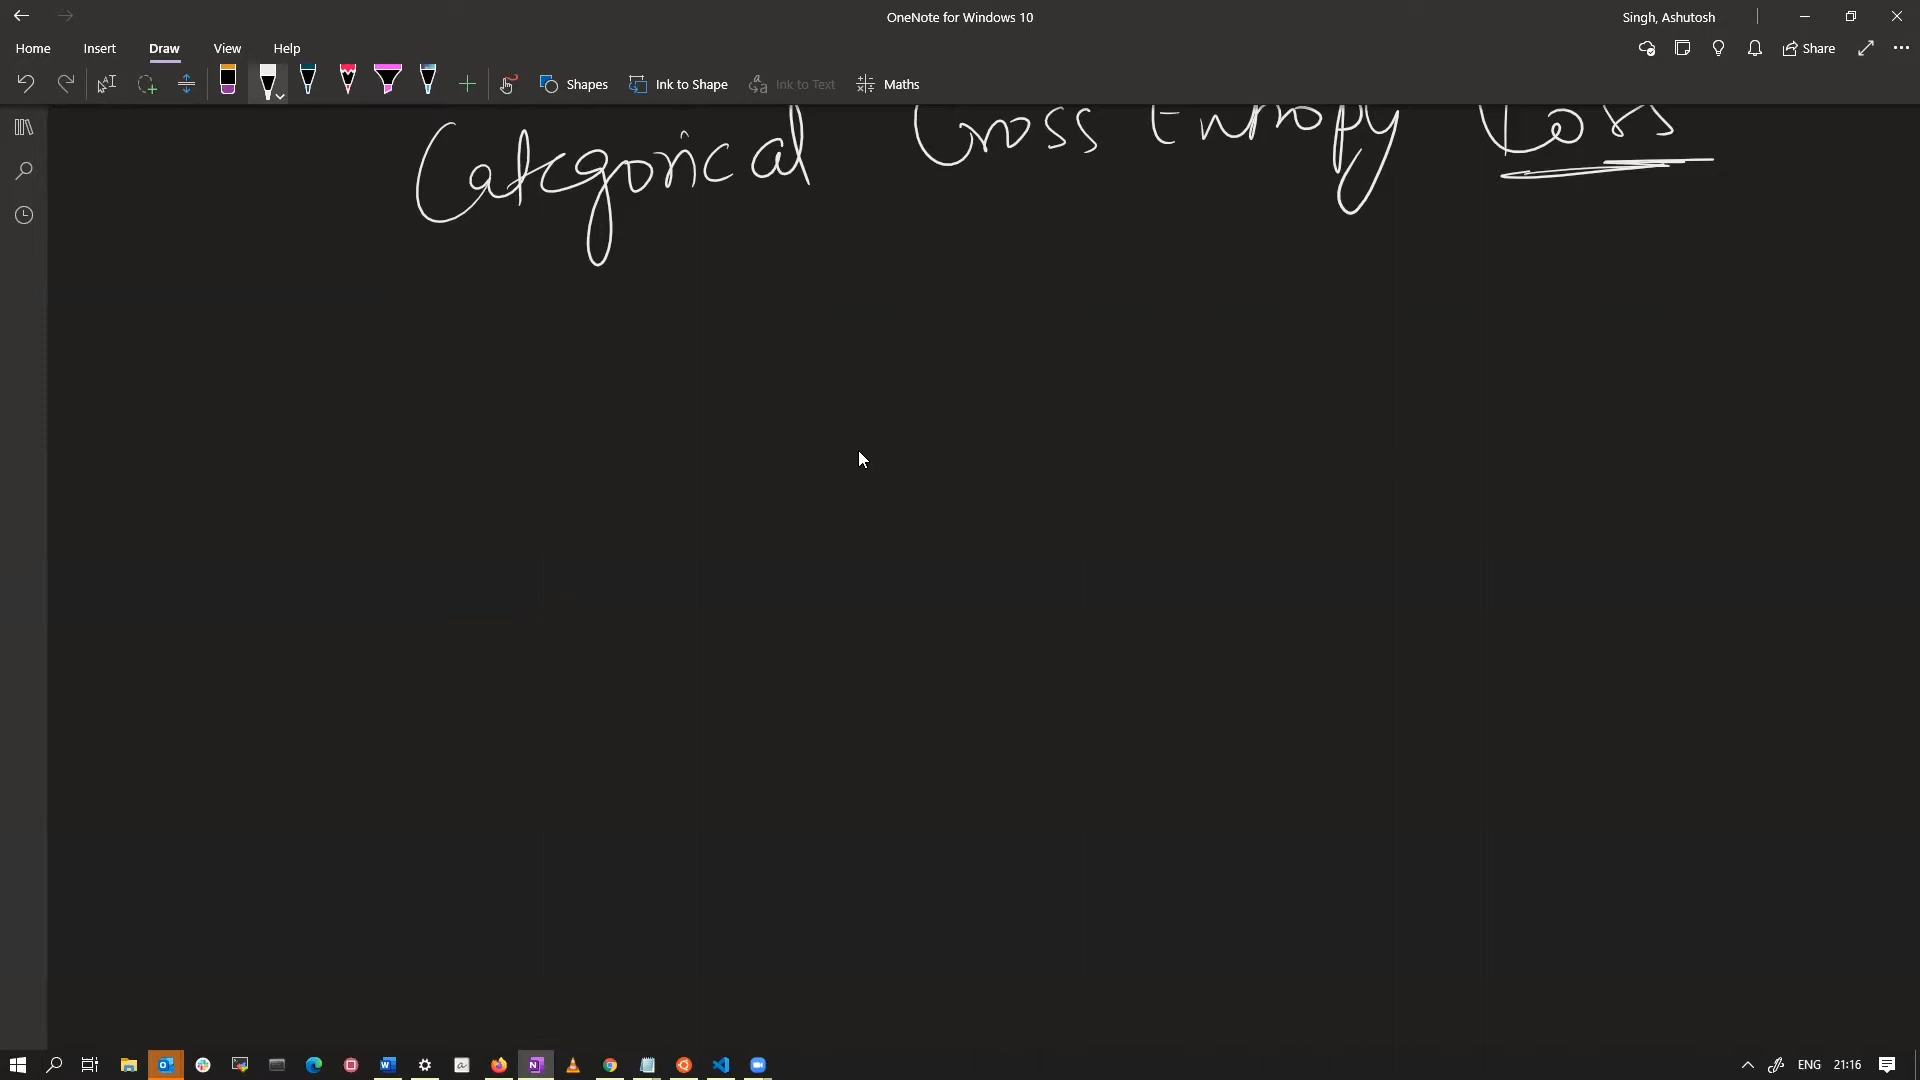 OneNote for Windows 10
Singh, Ashutosh
Home Insert Draw View Help
Share
Shapes Ink to Shape Ink to Text Maths
Categorical Cross Entropy Loss
ENG 21:16